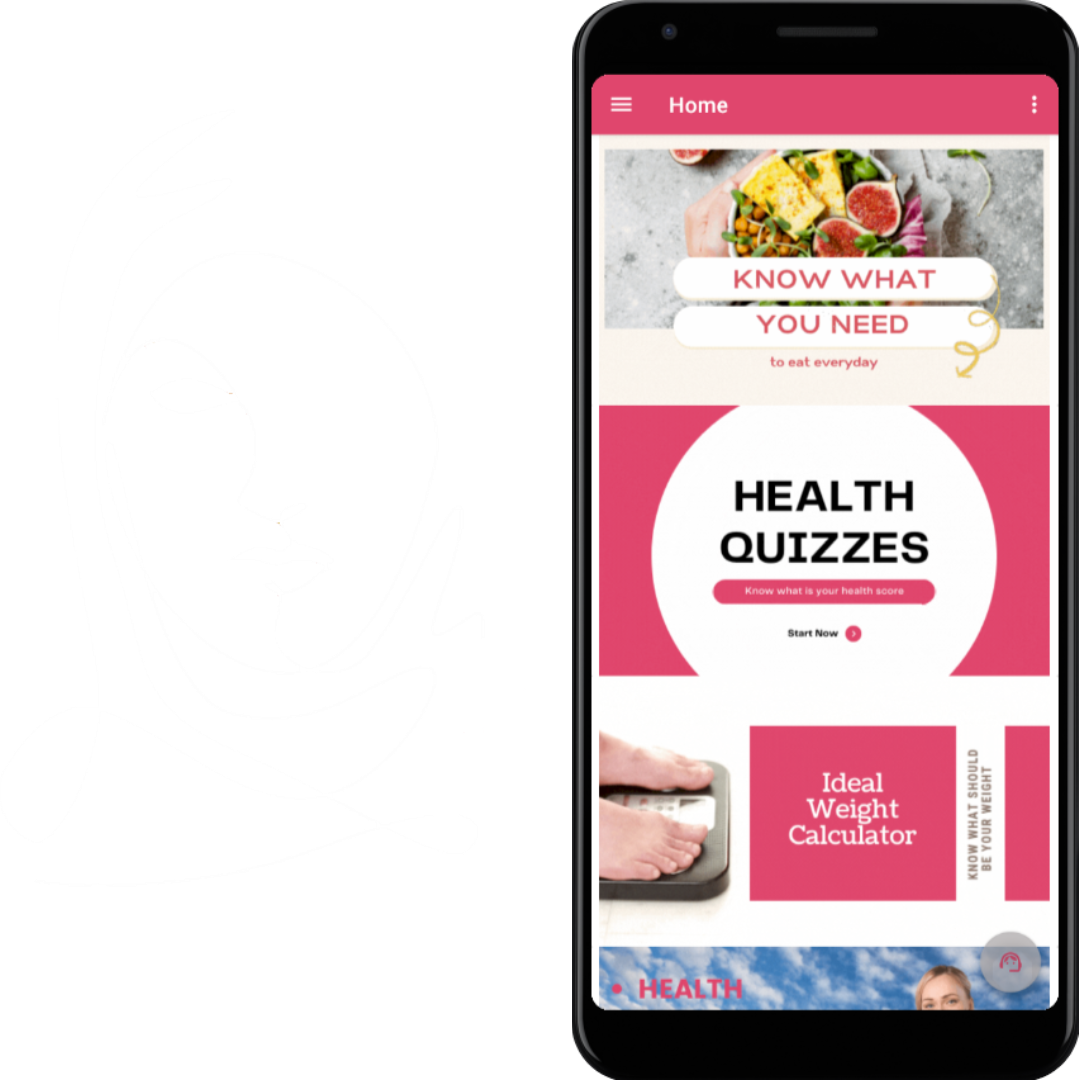 Home
KNOW WHAT
YOU NEED
to eat everyday
HEALTH
QUIZZES
Know what is your health score
Start Now
Ideal
Weight
Calculator
KNOW WHAT SHOULD
BE YOUR WEIGHT
• HEALTH